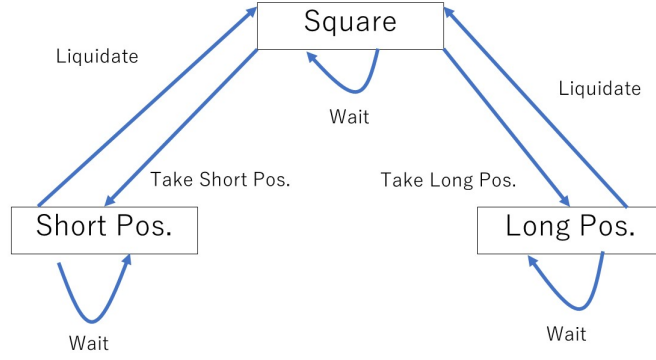 Square
Liquidate
Wait
Liquidate
Take Short Pos.
Take Long Pos.
Short Pos.
Long Pos.
Wait
Wait